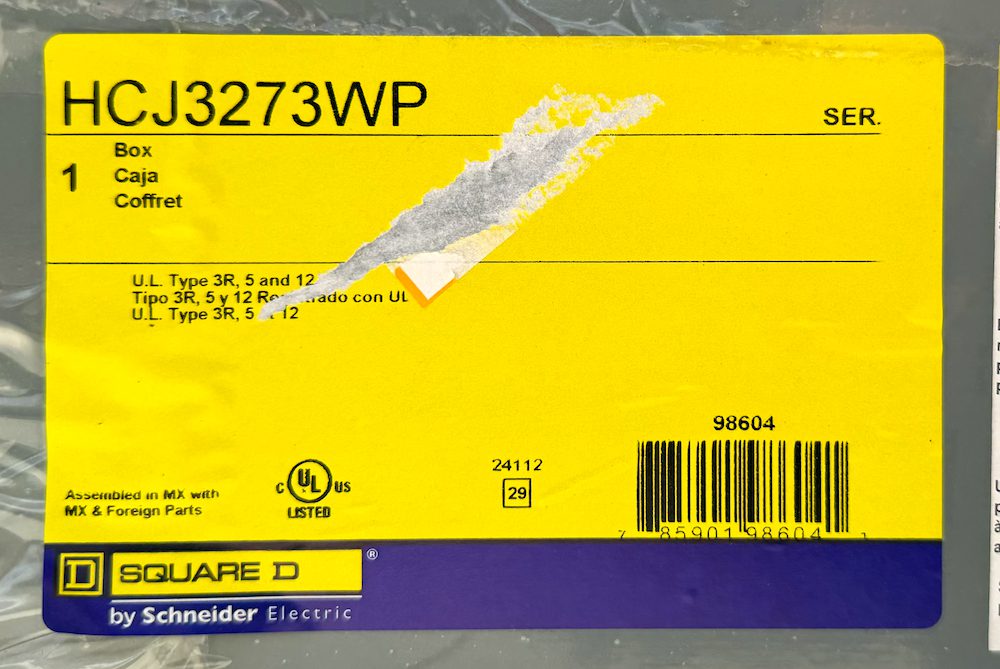 HCJ3273WP
SER.
1
Box
Caja
Coffret
U.L. Type 3R, 5 and 12
Tipo 3R, 5 y 12 con UL
U.L. Type 3R, 5 12
98604
24112
29
C UL US
LISTED
Assembled in MX with
MX & Foreign Parts
7 85901 98604 1
D SQUARE D ®
by Schneider Electric